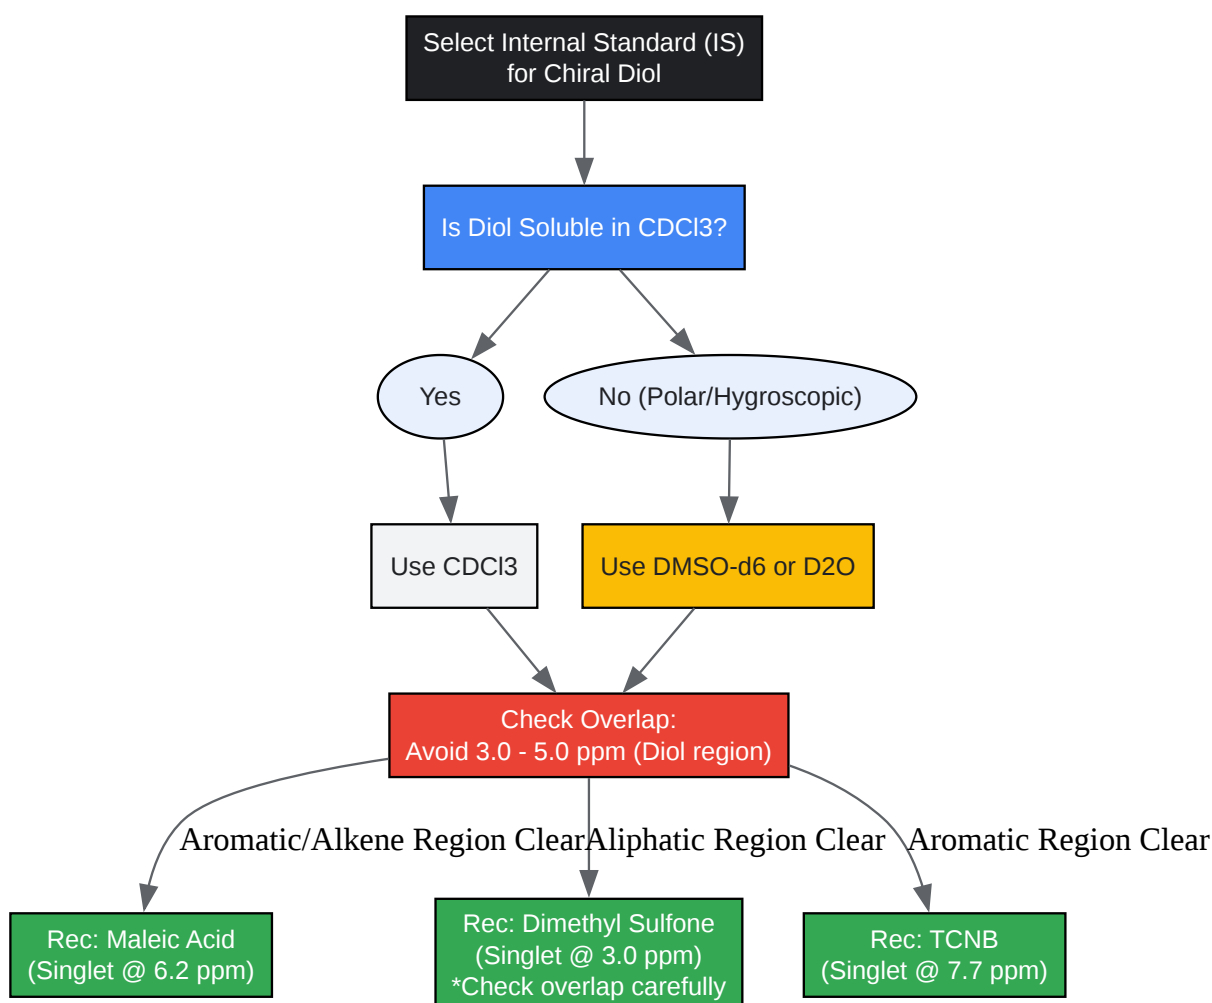 Select Internal Standard (IS)
for Chiral Diol
Is Diol Soluble in CDCl3?
Yes
No (Polar/Hygroscopic)
Use CDCl3
Use DMSO-d6 or D2O
Check Overlap:
Avoid 3.0 - 5.0 ppm (Diol region)
Aromatic/Alkene Region Clear
Aliphatic Region Clear
Aromatic Region Clear
Rec: Maleic Acid
(Singlet @ 6.2 ppm)
Rec: Dimethyl Sulfone
(Singlet @ 3.0 ppm)
*Check overlap carefully
Rec: TCNB
(Singlet @ 7.7 ppm)